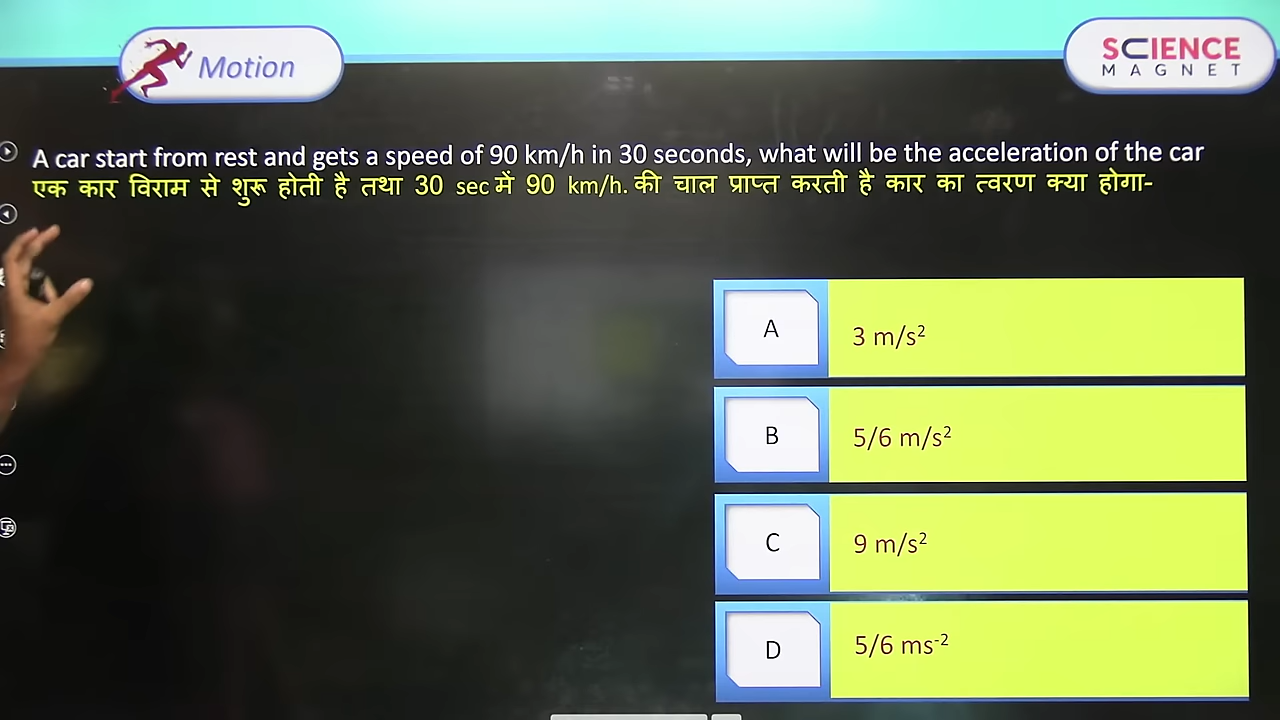 Motion
SCIENCE
MAGNET
A car start from rest and gets a speed of 90 km/h in 30 seconds, what will be the acceleration of the car
एक कार विराम से शुरू होती है तथा 30 sec में 90 km/h. की चाल प्राप्त करती है कार का त्वरण क्या होगा-
A
3 m/s²
B
5/6 m/s²
C
9 m/s²
D
5/6 ms⁻²